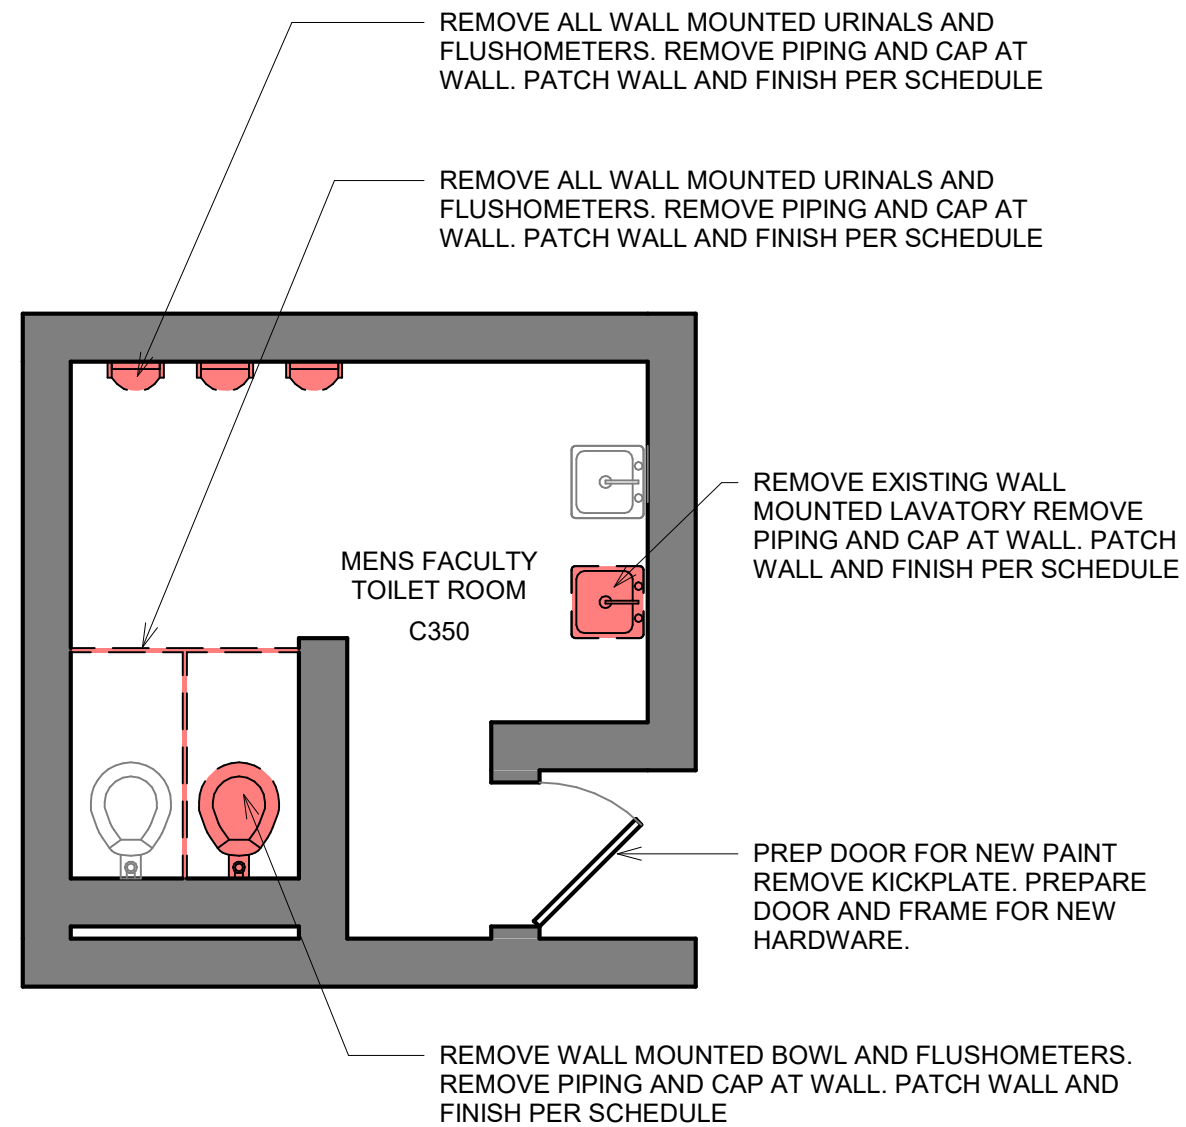 REMOVE ALL WALL MOUNTED URINALS AND
FLUSHOMETERS. REMOVE PIPING AND CAP AT
WALL. PATCH WALL AND FINISH PER SCHEDULE
REMOVE ALL WALL MOUNTED URINALS AND
FLUSHOMETERS. REMOVE PIPING AND CAP AT
WALL. PATCH WALL AND FINISH PER SCHEDULE
REMOVE EXISTING WALL
MOUNTED LAVATORY REMOVE
PIPING AND CAP AT WALL. PATCH
WALL AND FINISH PER SCHEDULE
MENS FACULTY
TOILET ROOM
C350
PREP DOOR FOR NEW PAINT
REMOVE KICKPLATE. PREPARE
DOOR AND FRAME FOR NEW
HARDWARE.
REMOVE WALL MOUNTED BOWL AND FLUSHOMETERS.
REMOVE PIPING AND CAP AT WALL. PATCH WALL AND
FINISH PER SCHEDULE